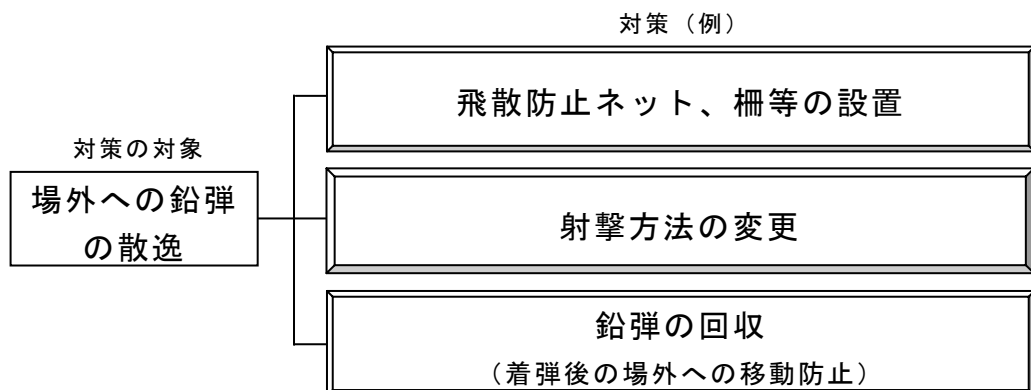 対策（例）
飛散防止ネット、柵等の設置
対策の対象
場外への鉛弾
の散逸
射撃方法の変更
鉛弾の回収
（着弾後の場外への移動防止）